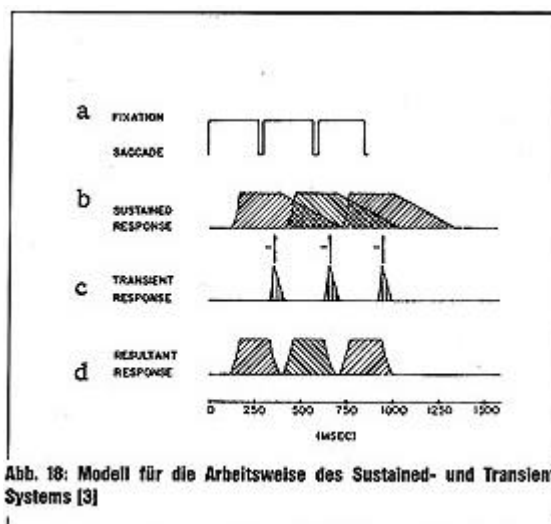 a FIXATION
SACCADE
b SUSTAINED
RESPONSE
c TRANSIENT
RESPONSE
d RESULTANT
RESPONSE
0 250 500 750 1000 1500
(MSEC)
Abb. 18: Modell für die Arbeitsweise des Sustained- und Transient
Systems [3]